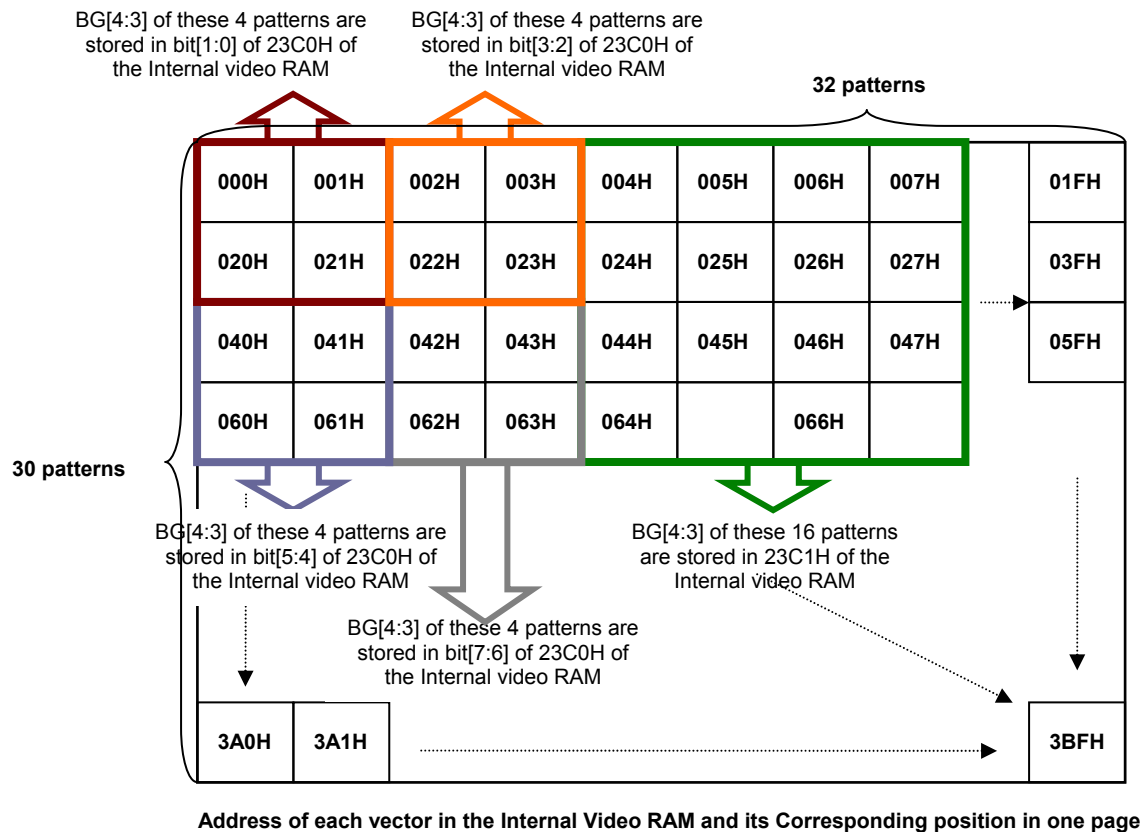 BG[4:3] of these 4 patterns are
stored in bit[1:0] of 23C0H of
the Internal video RAM
BG[4:3] of these 4 patterns are
stored in bit[3:2] of 23C0H of
the Internal video RAM
32 patterns
000H 001H 002H 003H 004H 005H 006H 007H 01FH
020H 021H 022H 023H 024H 025H 026H 027H 03FH
040H 041H 042H 043H 044H 045H 046H 047H 05FH
060H 061H 062H 063H 064H 066H
30 patterns
BG[4:3] of these 4 patterns are
stored in bit[5:4] of 23C0H of
the Internal video RAM
BG[4:3] of these 16 patterns
are stored in 23C1H of the
Internal video RAM
BG[4:3] of these 4 patterns are
stored in bit[7:6] of 23C0H of
the Internal video RAM
3A0H 3A1H 3BFH
Address of each vector in the Internal Video RAM and its Corresponding position in one page